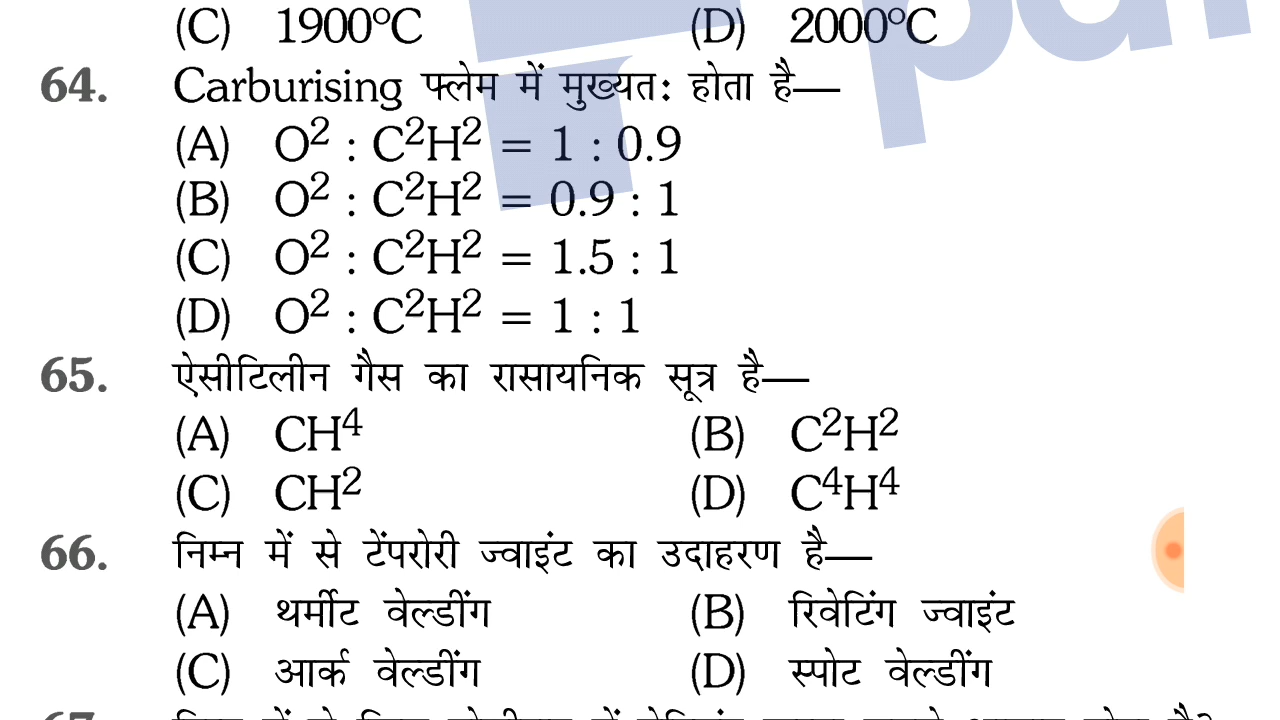 (C) 1900°C (D) 2000°C
64. Carburising फ्लेम में मुख्यत: होता है—
(A) O² : C²H² = 1 : 0.9
(B) O² : C²H² = 0.9 : 1
(C) O² : C²H² = 1.5 : 1
(D) O² : C²H² = 1 : 1
65. ऐसीटिलीन गैस का रासायनिक सूत्र है—
(A) CH⁴ (B) C²H²
(C) CH² (D) C⁴H⁴
66. निम्न में से टेंपरोरी ज्वाइंट का उदाहरण है—
(A) थर्मीट वेल्डींग (B) रिवेटिंग ज्वाइंट
(C) आर्क वेल्डींग (D) स्पोट वेल्डींग